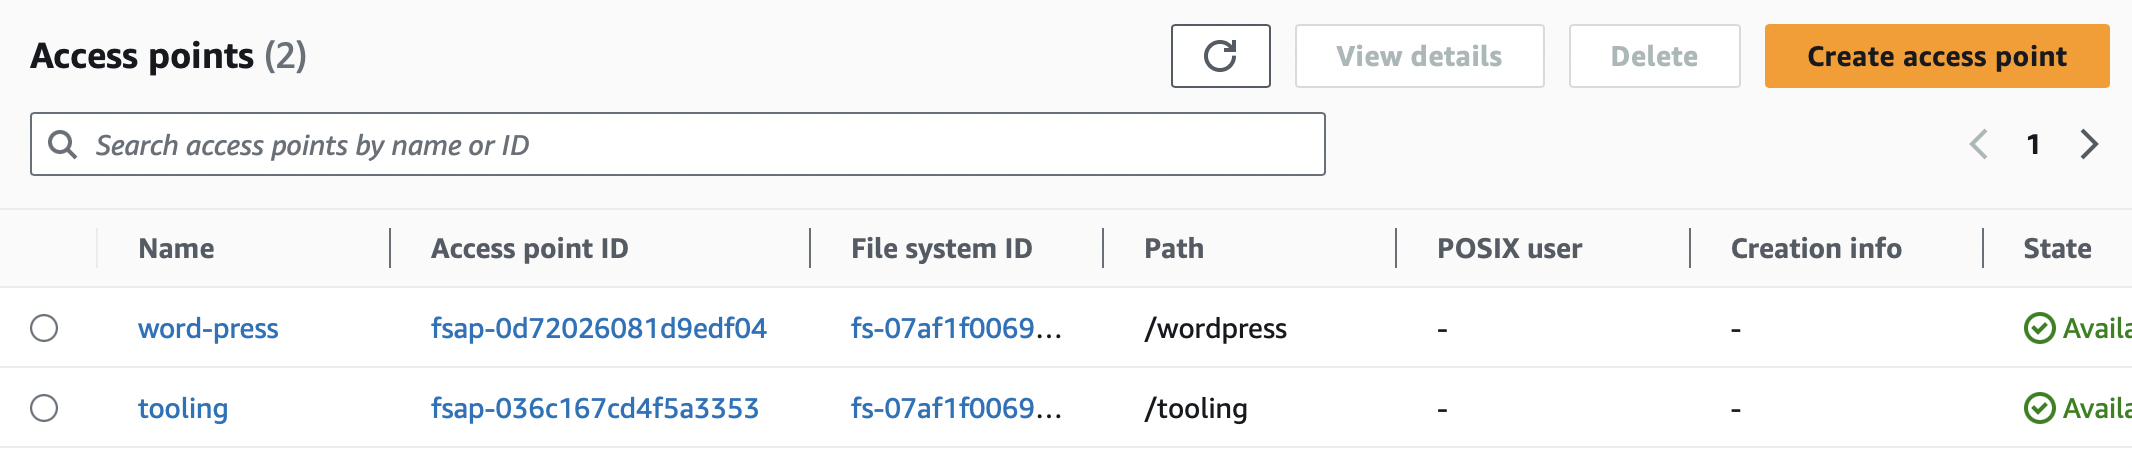 Access points (2)
View details
Delete
Create access point
Search access points by name or ID
1
Name Access point ID File system ID Path POSIX user Creation info State
word-press fsap-0d72026081d9edf04 fs-07af1f0069... /wordpress - - Availa
tooling fsap-036c167cd4f5a3353 fs-07af1f0069... /tooling - - Availa